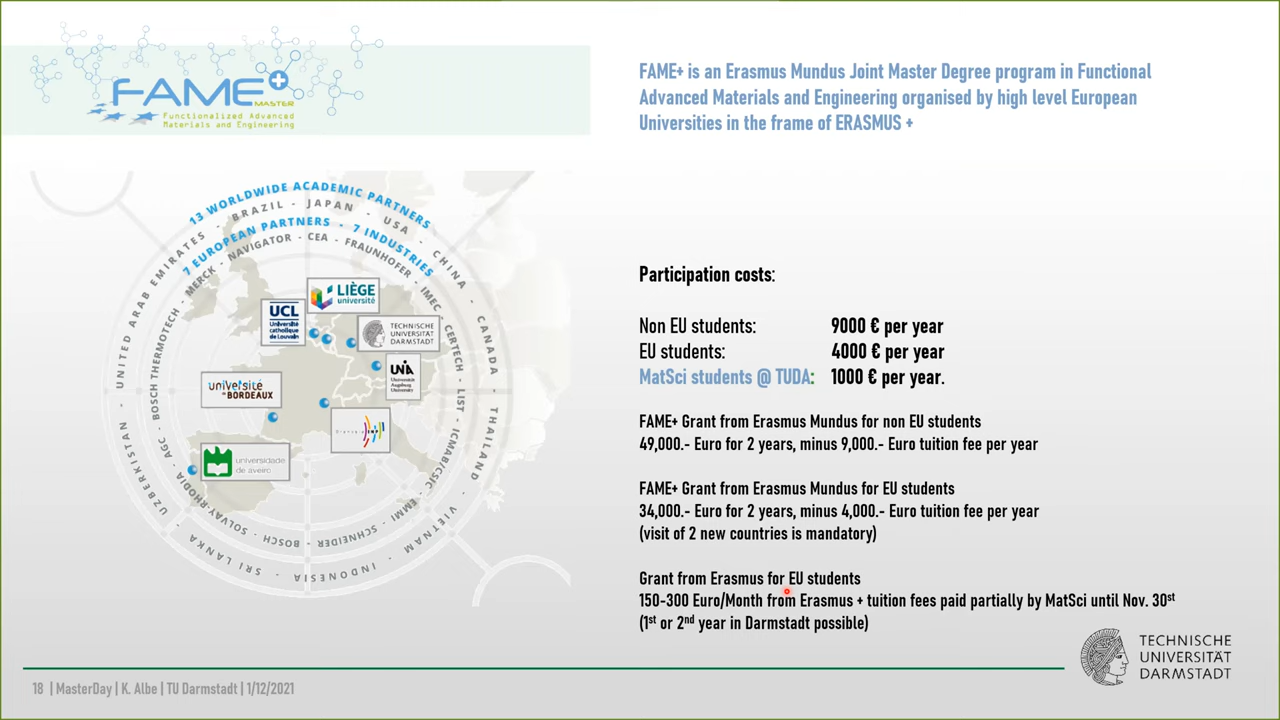 FAME+
MASTER
Functionalized Advanced
Materials and Engineering
FAME+ is an Erasmus Mundus Joint Master Degree program in Functional
Advanced Materials and Engineering organised by high level European
Universities in the frame of ERASMUS +
13 WORLDWIDE ACADEMIC PARTNERS
UZBEKISTAN - UNITED ARAB EMIRATES - BRAZIL - JAPAN - USA - CHINA - CANADA - THAILAND - VIETNAM - INDONESIA - SRI LANKA
7 EUROPEAN PARTNERS - 7 INDUSTRIES
SOLVAY-RHODIA - AGC - BOSCH THERMOTECH - MERCK - NAVIGATOR - CEA - FRAUNHOFER - IMEC - CERTECH - LIST - ICMAB/CSIC - EMMI - SCHNEIDER - BOSCH
LIÈGE
université
UCL
Université
catholique
de Louvain
TECHNISCHE
UNIVERSITÄT
DARMSTADT
UNIA
Universität
Augsburg
University
université
de BORDEAUX
Grenoble INP
universidade
de aveiro
Participation costs:
Non EU students: 9000 € per year
EU students: 4000 € per year
MatSci students @ TUDA: 1000 € per year.
FAME+ Grant from Erasmus Mundus for non EU students
49,000.- Euro for 2 years, minus 9,000.- Euro tuition fee per year
FAME+ Grant from Erasmus Mundus for EU students
34,000.- Euro for 2 years, minus 4,000.- Euro tuition fee per year
(visit of 2 new countries is mandatory)
Grant from Erasmus for EU students
150-300 Euro/Month from Erasmus + tuition fees paid partially by MatSci until Nov. 30st
(1st or 2nd year in Darmstadt possible)
TECHNISCHE
UNIVERSITÄT
DARMSTADT
18 | MasterDay | K. Albe | TU Darmstadt | 1/12/2021